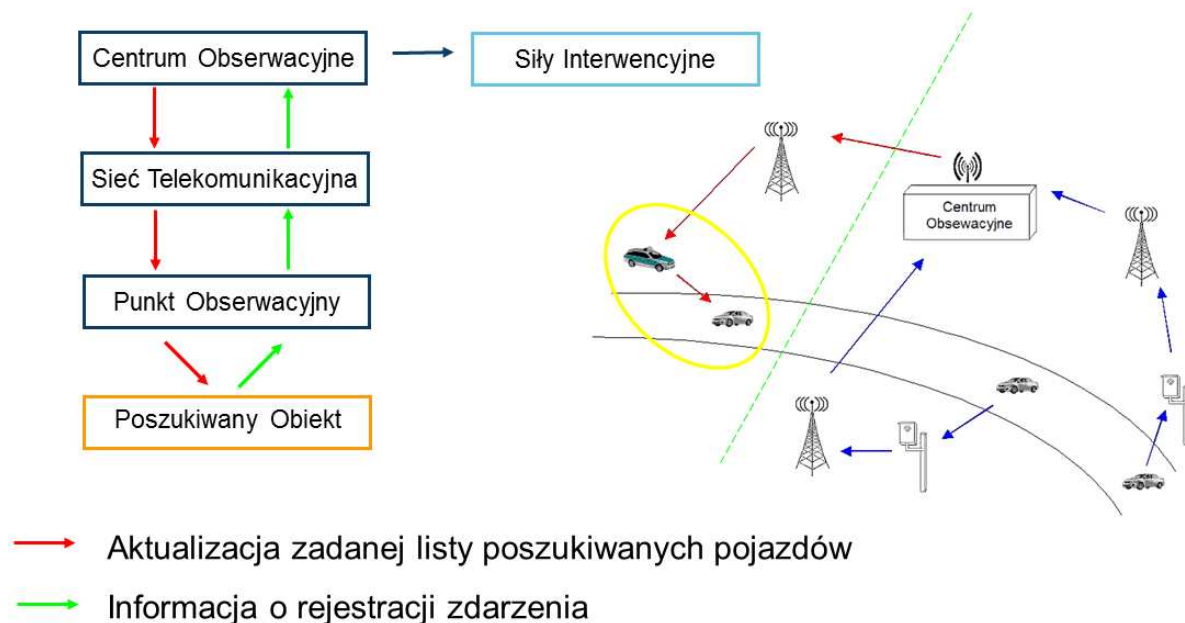 Centrum Obserwacyjne
Siły Interwencyjne
Sieć Telekomunikacyjna
Punkt Obserwacyjny
Poszukiwany Obiekt
Centrum
Obsewacyjne
Aktualizacja zadanej listy poszukiwanych pojazdów
Informacja o rejestracji zdarzenia